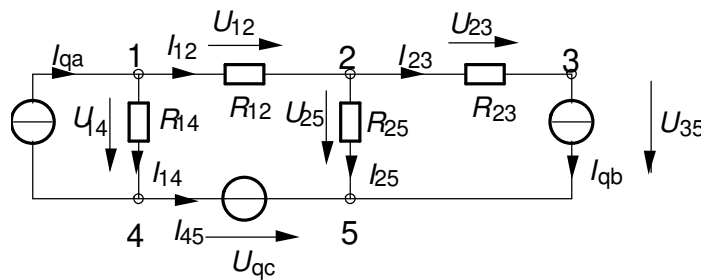 U12 U23
Iqa 1 I12 2 I23 3
R12 R23
U14 R14 U25 R25 U35
I14 I25 Iqb
4 I45 5
Uqc